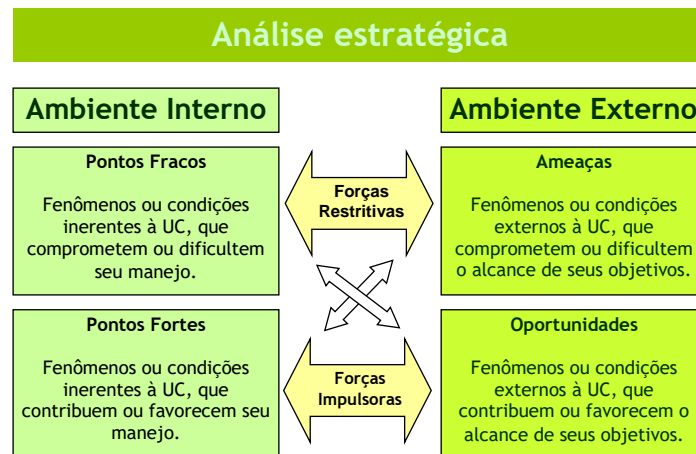 Análise estratégica
Ambiente Interno
Ambiente Externo
Pontos Fracos
Fenômenos ou condições
inerentes à UC, que
comprometem ou dificultem
seu manejo.
Forças
Restritivas
Ameaças
Fenômenos ou condições
externos à UC, que
comprometem ou dificultem
o alcance de seus objetivos.
Pontos Fortes
Fenômenos ou condições
inerentes à UC, que
contribuem ou favorecem seu
manejo.
Forças
Impulsoras
Oportunidades
Fenômenos ou condições
externos à UC, que
contribuem ou favorecem o
alcance de seus objetivos.